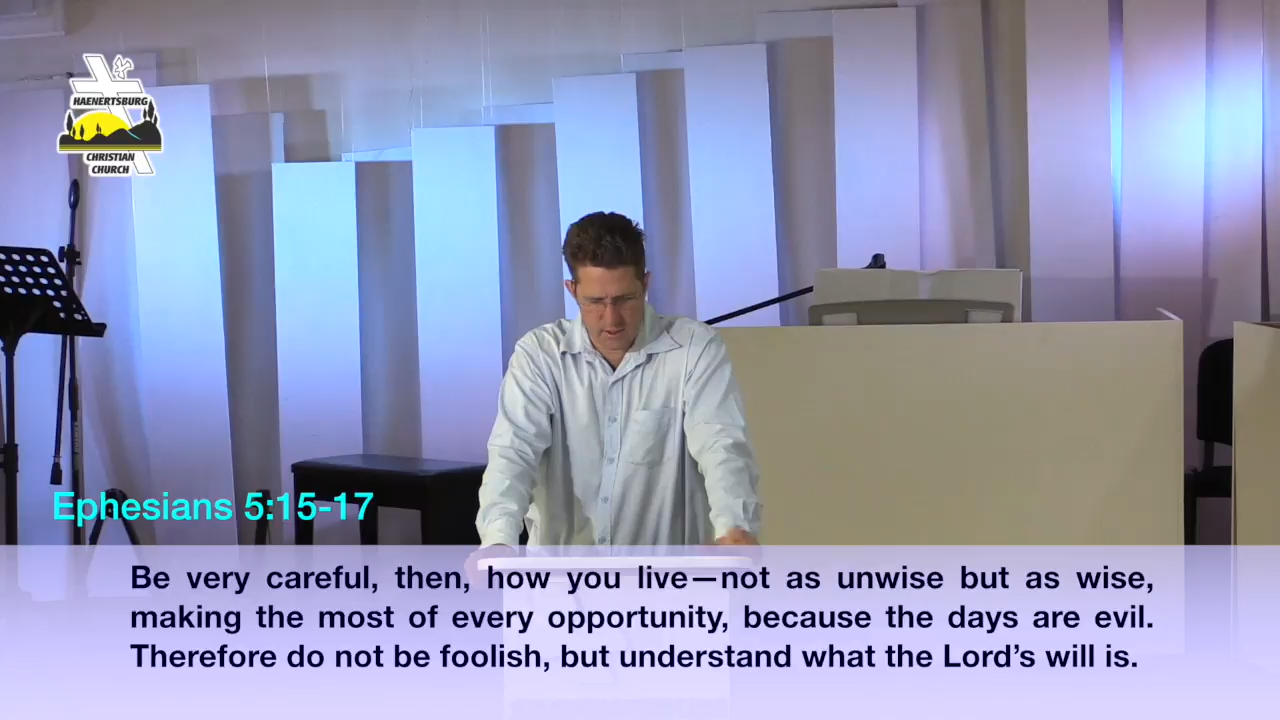 HAENERTSBURG
CHRISTIAN
CHURCH
Ephesians 5:15-17
Be very careful, then, how you live—not as unwise but as wise,
making the most of every opportunity, because the days are evil.
Therefore do not be foolish, but understand what the Lord’s will is.